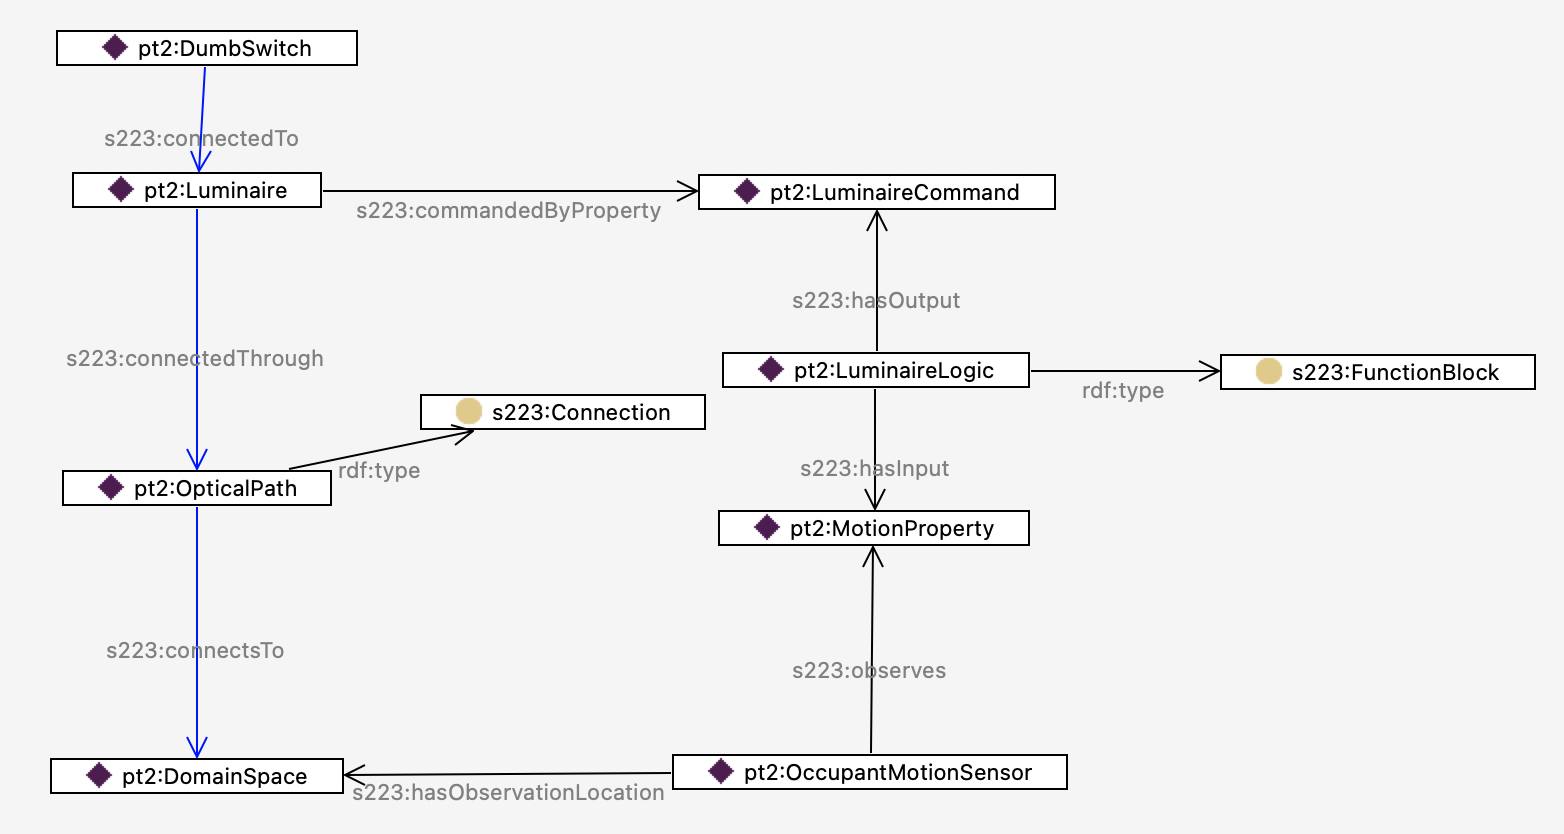 pt2:DumbSwitch
s223:connectedTo
pt2:Luminaire
s223:commandedByProperty
pt2:LuminaireCommand
s223:hasOutput
s223:connectedThrough
pt2:LuminaireLogic
rdf:type
s223:FunctionBlock
s223:Connection
rdf:type
pt2:OpticalPath
s223:hasInput
pt2:MotionProperty
s223:connectsTo
s223:observes
pt2:DomainSpace
s223:hasObservationLocation
pt2:OccupantMotionSensor